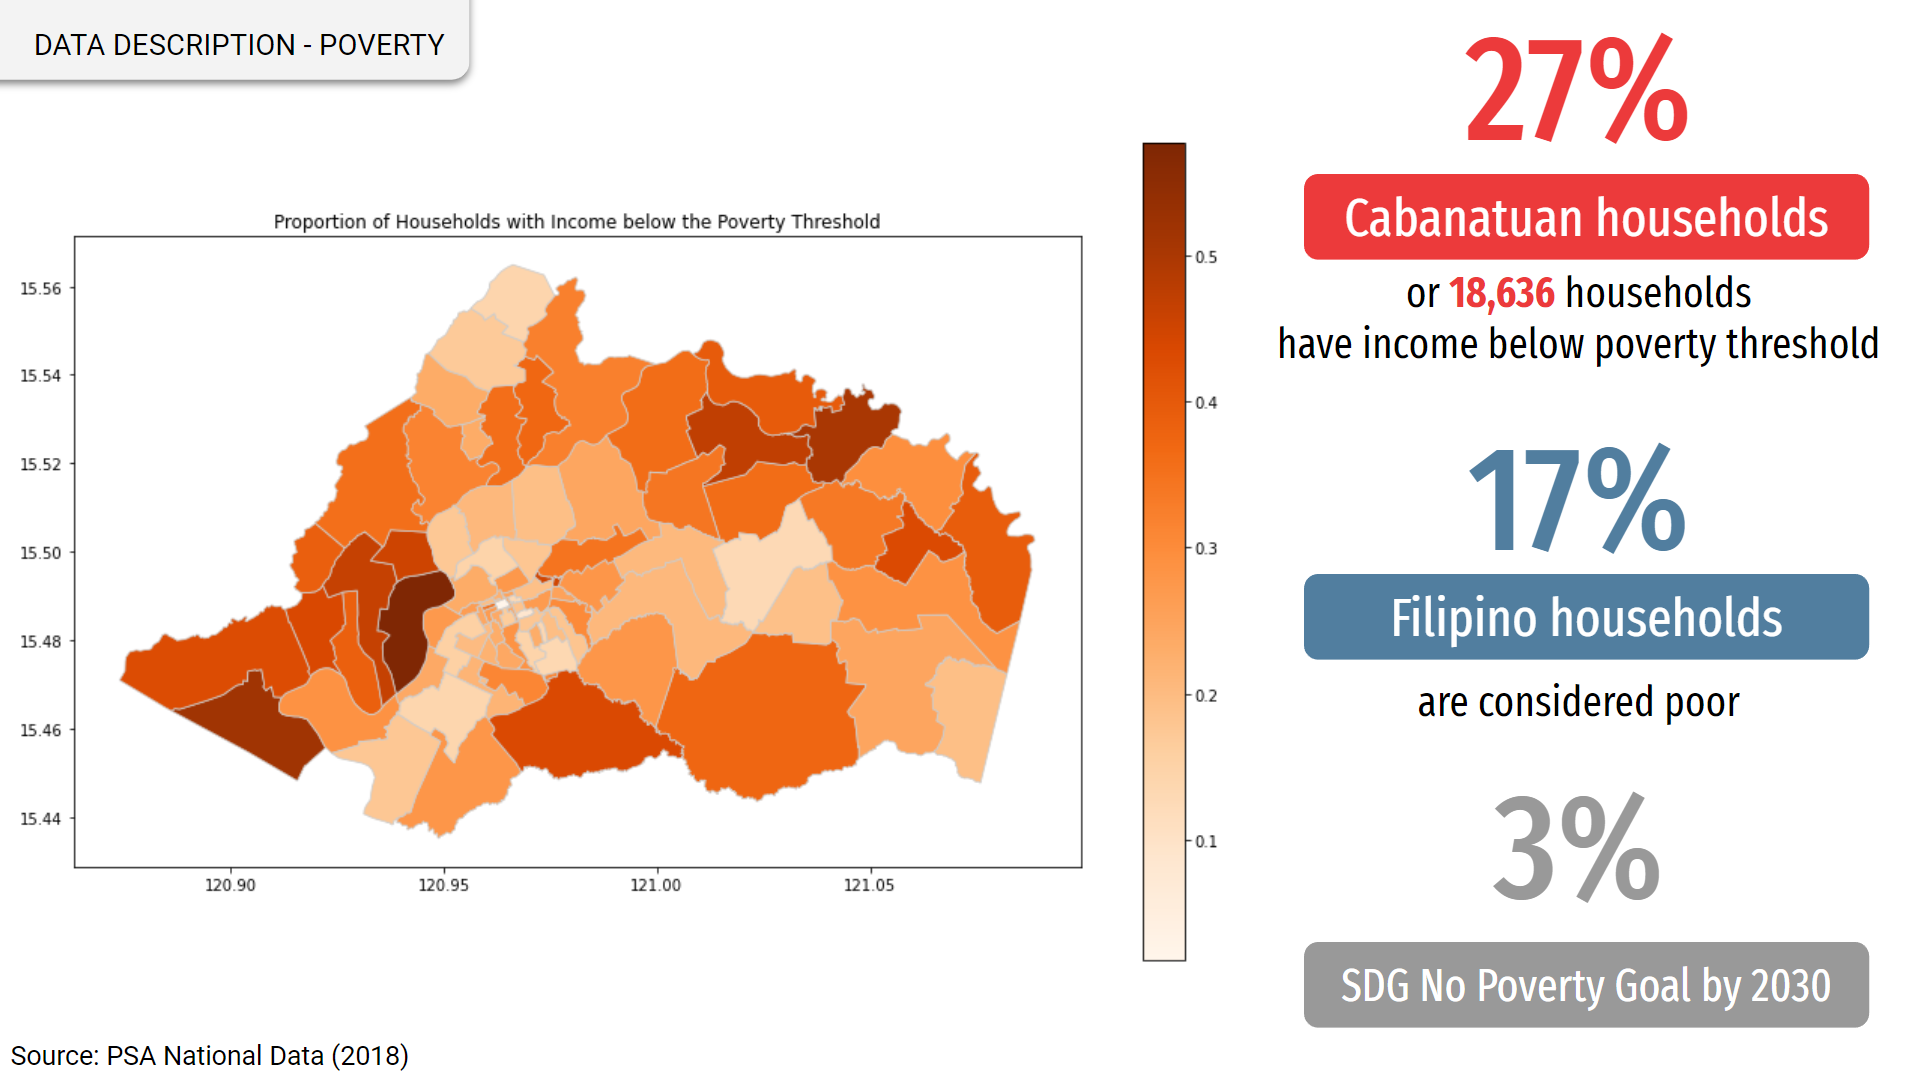 DATA DESCRIPTION - POVERTY
Proportion of Households with Income below the Poverty Threshold
15.56
15.54
15.52
15.50
15.48
15.46
15.44
120.90
120.95
121.00
121.05
0.5
0.4
0.3
0.2
0.1
27%
Cabanatuan households
or 18,636 households
have income below poverty threshold
17%
Filipino households
are considered poor
3%
SDG No Poverty Goal by 2030
Source: PSA National Data (2018)